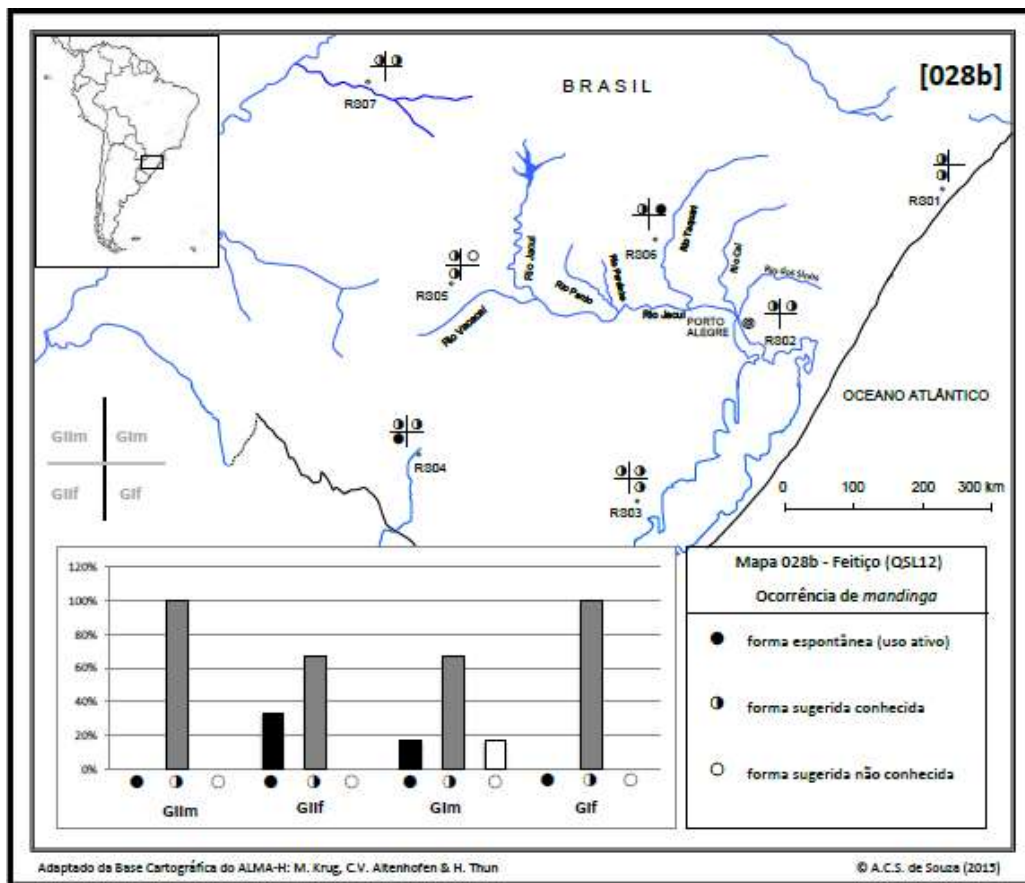 BRASIL
[028b]
RS07
RS01
RS06
Rio Taquari
Rio Caí
Rio dos Sinos
RS05
Rio Jacuí
Rio Pardo
Rio Vacacaí
Rio Jacuí
PORTO
ALEGRE
RS02
OCEANO ATLÂNTICO
GIIm GIm
GIIf GIf
RS04
RS03
0 100 200 300 km
120%
100%
80%
60%
40%
20%
0%
GIIm GIIf GIm GIf
Mapa 028b - Feitiço (QSL12)
Ocorrência de mandinga
forma espontânea (uso ativo)
forma sugerida conhecida
forma sugerida não conhecida
Adaptado da Base Cartográfica do ALMA-H: M. Krug, C.V. Altenhofen & H. Thun
© A.C.S. de Souza (2015)